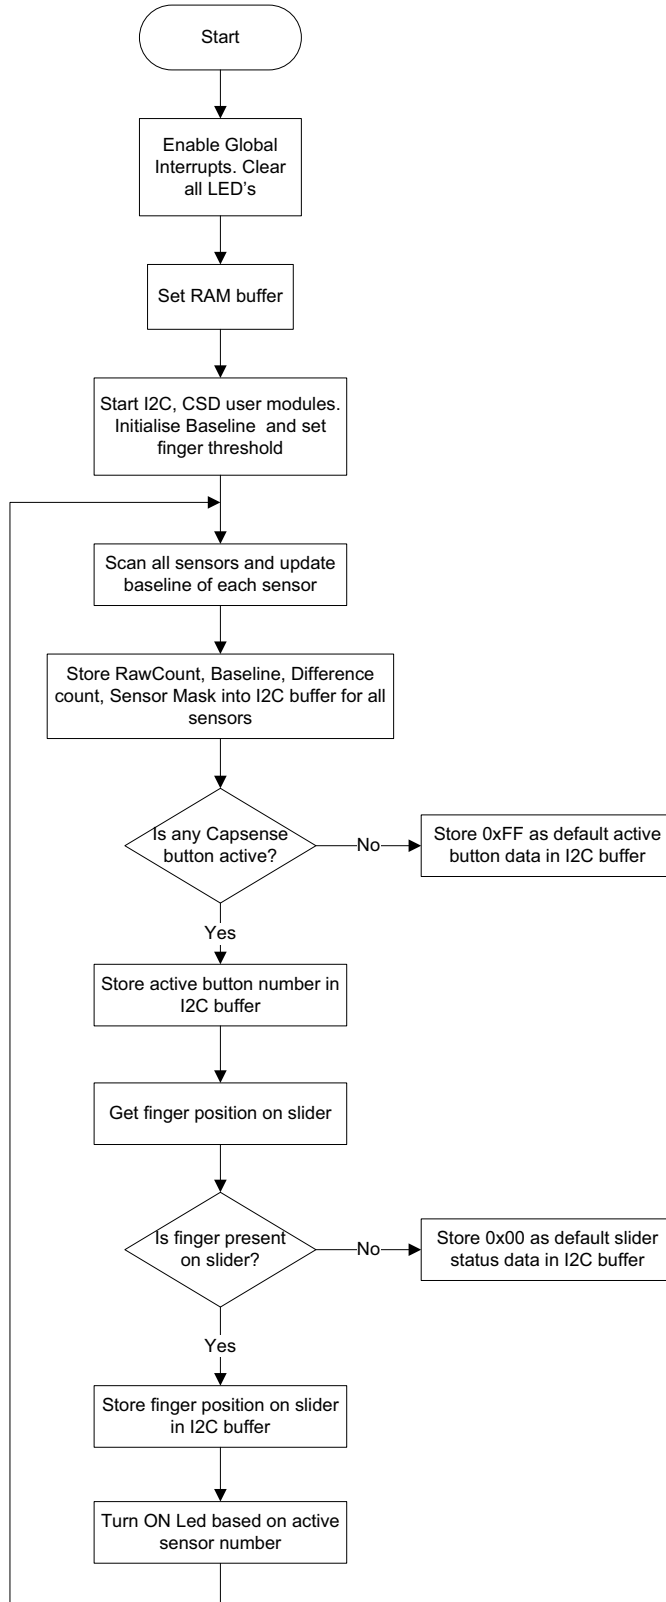 Start
Enable Global
Interrupts. Clear
all LED’s
Set RAM buffer
Start I2C, CSD user modules.
Initialise Baseline and set
finger threshold
Scan all sensors and update
baseline of each sensor
Store RawCount, Baseline, Difference
count, Sensor Mask into I2C buffer for all
sensors
Is any Capsense
button active?
No
Store 0xFF as default active
button data in I2C buffer
Yes
Store active button number in
I2C buffer
Get finger position on slider
Is finger present
on slider?
No
Store 0x00 as default slider
status data in I2C buffer
Yes
Store finger position on slider
in I2C buffer
Turn ON Led based on active
sensor number